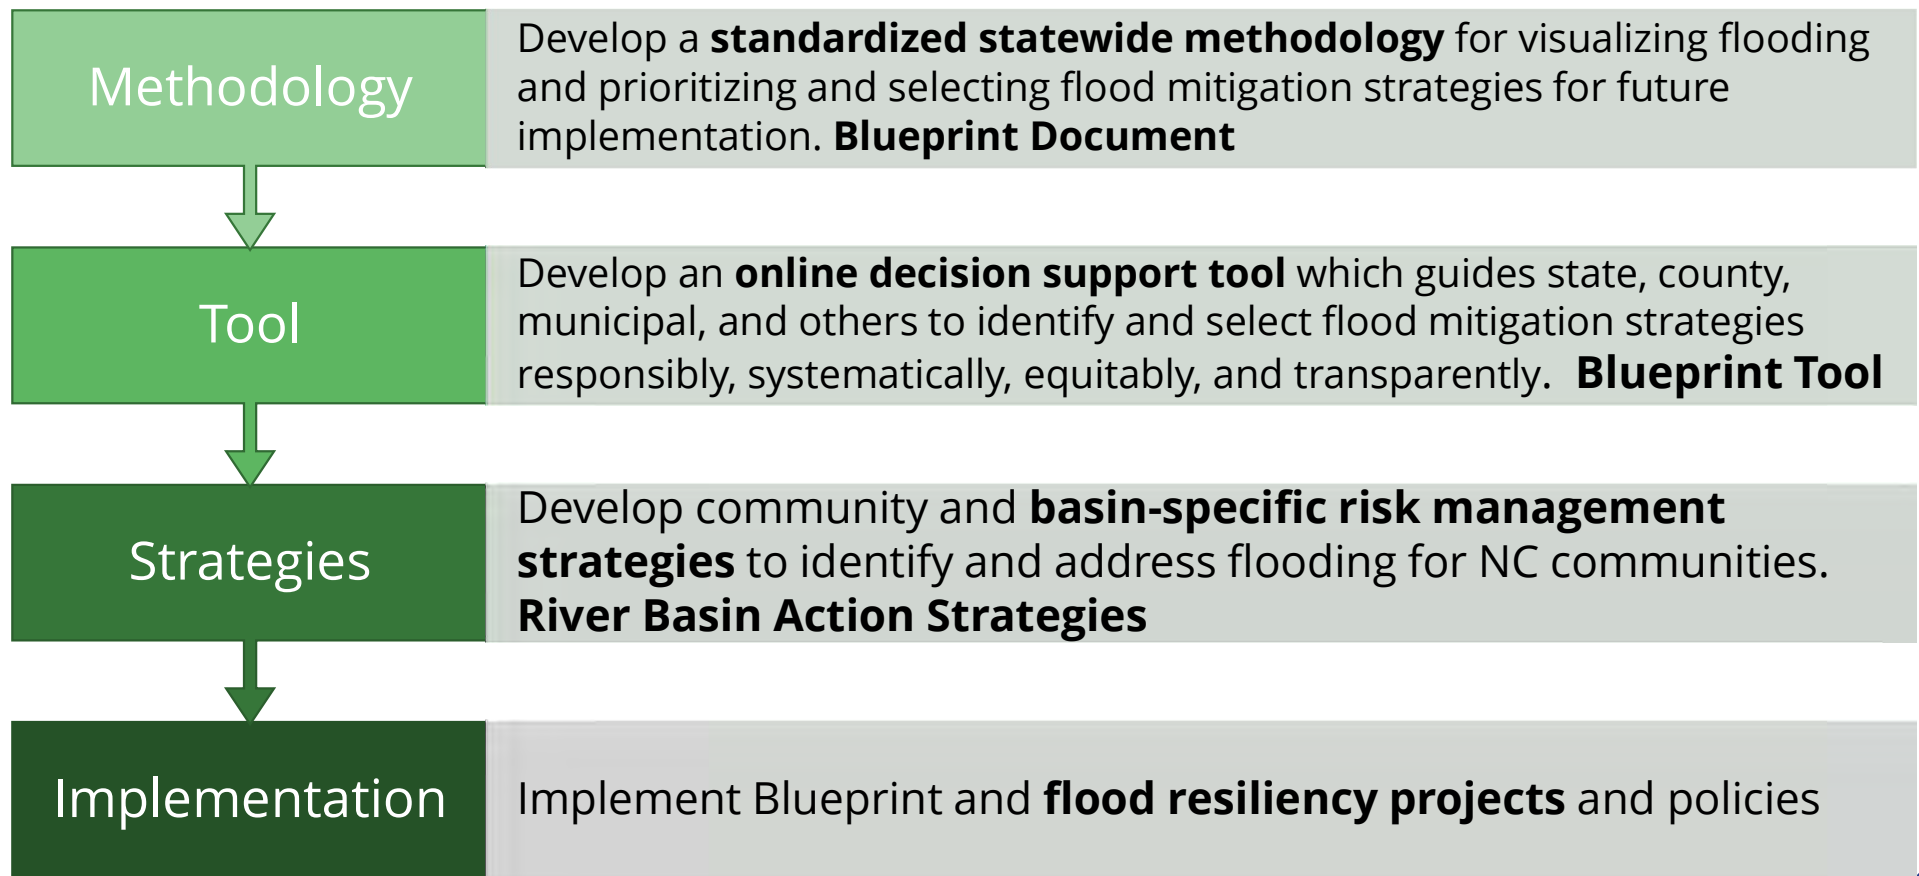 Methodology
Develop a standardized statewide methodology for visualizing flooding
and prioritizing and selecting flood mitigation strategies for future
implementation. Blueprint Document
Tool
Develop an online decision support tool which guides state, county,
municipal, and others to identify and select flood mitigation strategies
responsibly, systematically, equitably, and transparently. Blueprint Tool
Strategies
Develop community and basin-specific risk management
strategies to identify and address flooding for NC communities.
River Basin Action Strategies
Implementation
Implement Blueprint and flood resiliency projects and policies